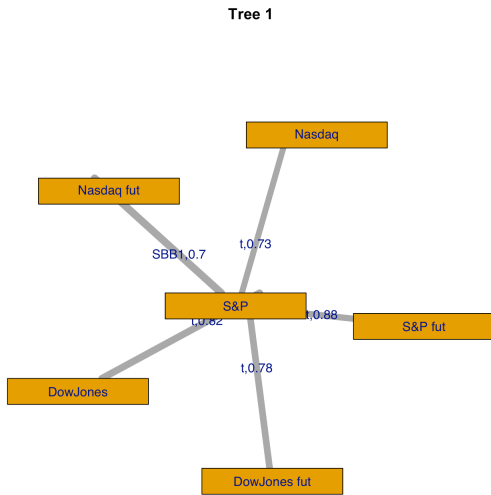 Tree 1
Nasdaq
Nasdaq fut
t,0.73
SBB1,0.7
S&P
t,0.88
t,0.82
S&P fut
t,0.78
DowJones
DowJones fut